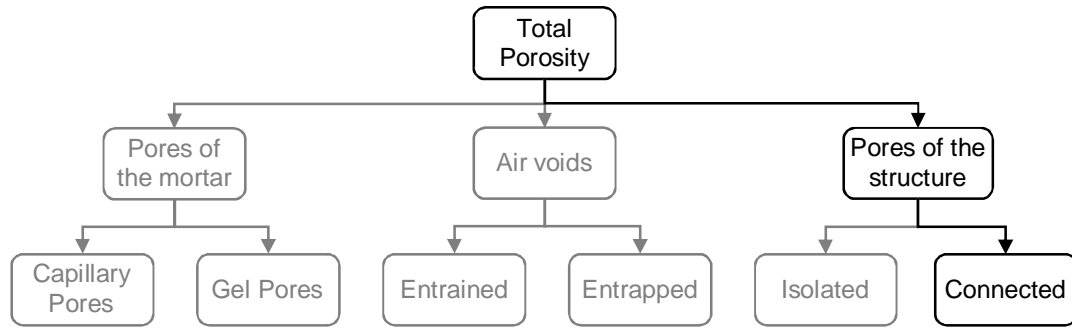 Total
Porosity
Pores of
the mortar
Air voids
Pores of the
structure
Capillary
Pores
Gel Pores
Entrained
Entrapped
Isolated
Connected